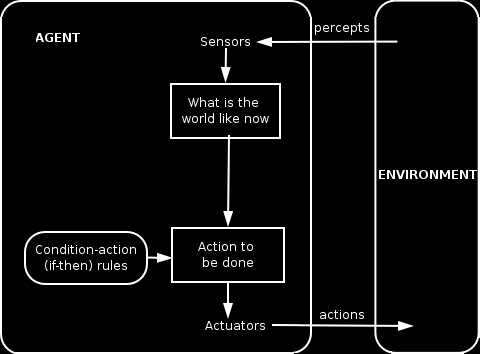 percepts
AGENT
Sensors
What is the
world like now
ENVIRONMENT
Condition-action
(if-then) rules
Action to
be done
actions
Actuators